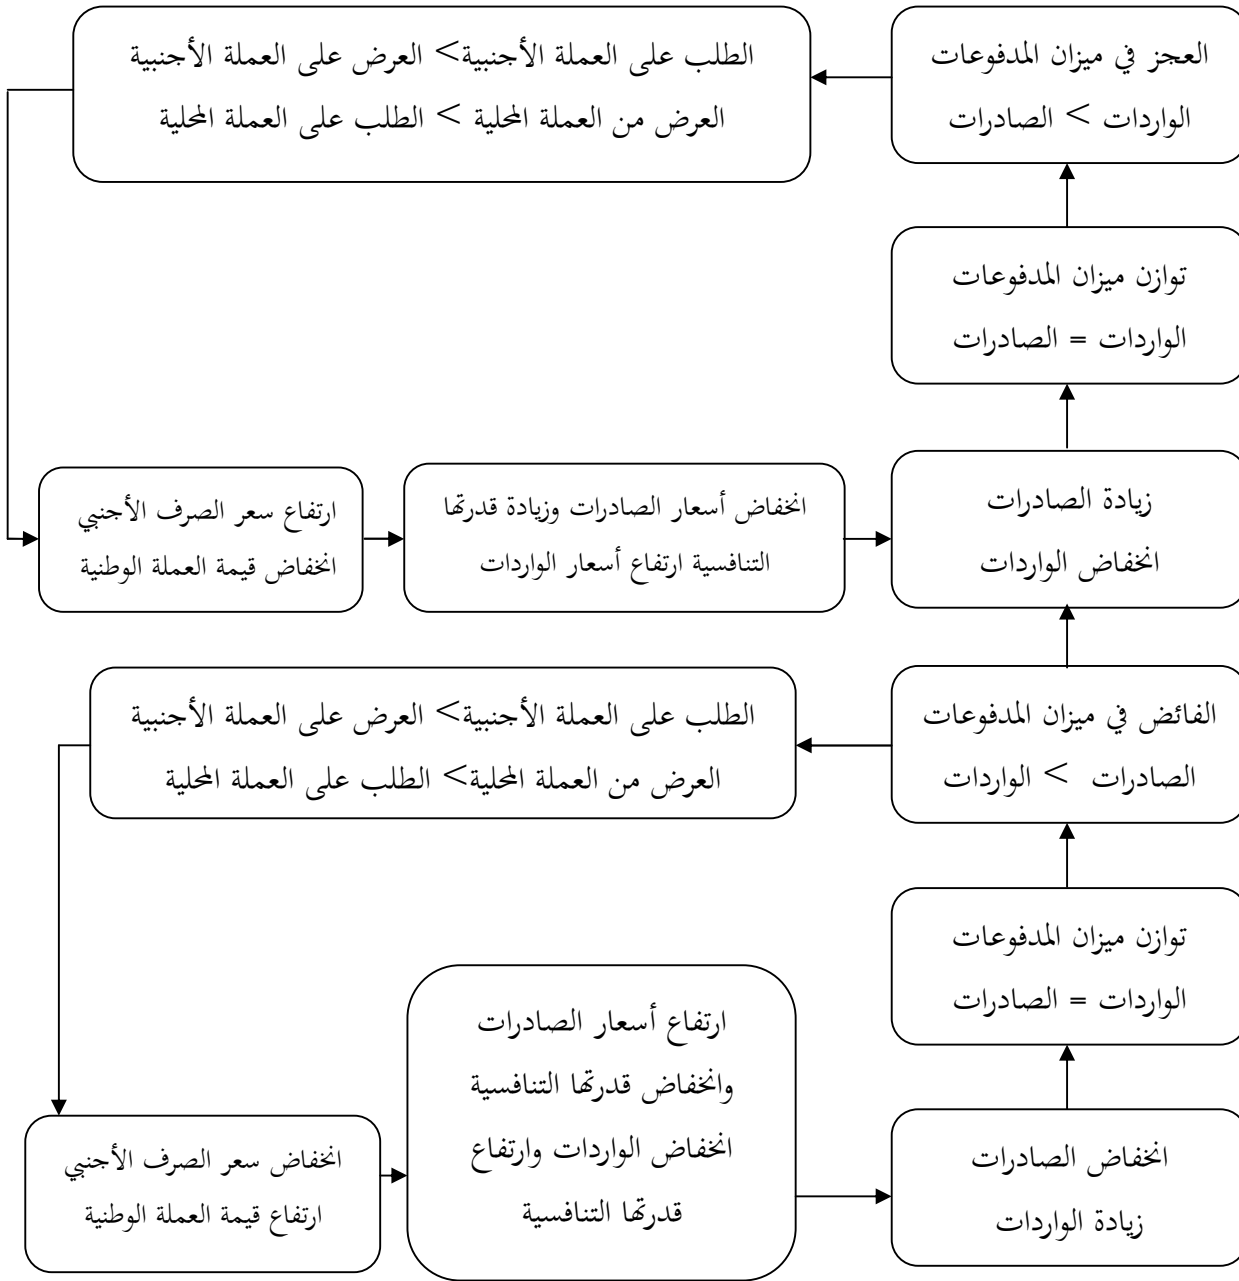 العجز في ميزان المدفوعات
الواردات > الصادرات
الطلب على العملة الأجنبية> العرض على العملة الأجنبية
العرض من العملة المحلية > الطلب على العملة المحلية
توازن ميزان المدفوعات
الواردات = الصادرات
زيادة الصادرات
انخفاض الواردات
انخفاض أسعار الصادرات وزيادة قدرتها
التنافسية ارتفاع أسعار الواردات
ارتفاع سعر الصرف الأجنبي
انخفاض قيمة العملة الوطنية
الفائض في ميزان المدفوعات
الصادرات > الواردات
الطلب على العملة الأجنبية> العرض على العملة الأجنبية
العرض من العملة المحلية> الطلب على العملة المحلية
توازن ميزان المدفوعات
الواردات = الصادرات
انخفاض الصادرات
زيادة الواردات
ارتفاع أسعار الصادرات
وانخفاض قدرتها التنافسية
انخفاض الواردات وارتفاع
قدرتها التنافسية
انخفاض سعر الصرف الأجنبي
ارتفاع قيمة العملة الوطنية